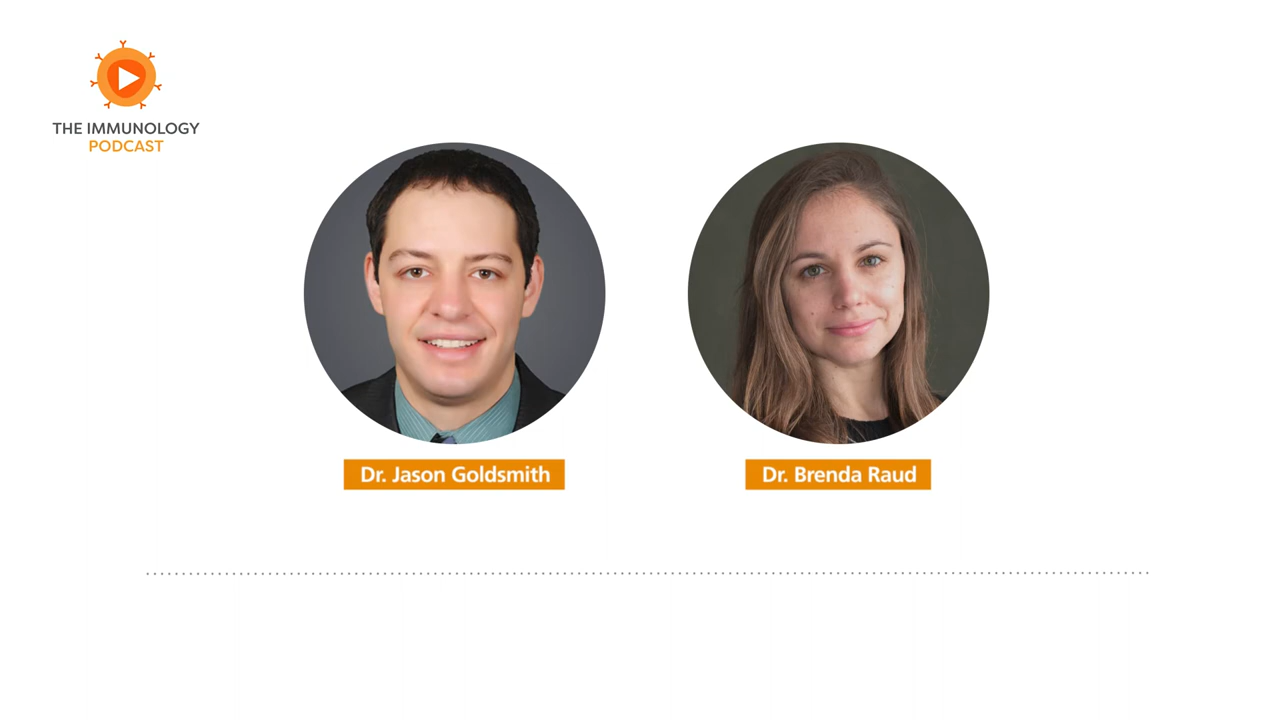 THE IMMUNOLOGY
PODCAST
Dr. Jason Goldsmith
Dr. Brenda Raud